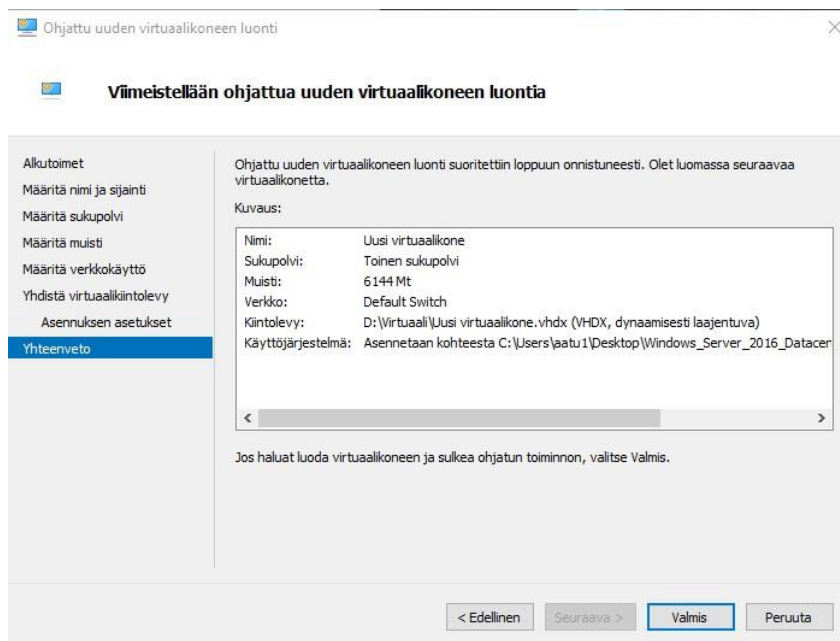 Ohjattu uuden virtuaalikoneen luonti
Viimeistellään ohjattua uuden virtuaalikoneen luontia
Alkutoimet
Määritä nimi ja sijainti
Määritä sukupolvi
Määritä muisti
Määritä verkkokäyttö
Yhdistä virtuaalikiintolevy
Asennuksen asetukset
Yhteenveto
Ohjattu uuden virtuaalikoneen luonti suoritettiin loppuun onnistuneesti. Olet luomassa seuraavaa
virtuaalikonetta.
Kuvaus:
Nimi: Uusi virtuaalikone
Sukupolvi: Toinen sukupolvi
Muisti: 6144 Mt
Verkko: Default Switch
Kiintolevy: D:\Virtuaali\Uusi virtuaalikone.vhdx (VHDX, dynaamisesti laajentuva)
Käyttöjärjestelmä: Asennetaan kohteesta C:\Users\aatu1\Desktop\Windows_Server_2016_Datacen
Jos haluat luoda virtuaalikoneen ja sulkea ohjatun toiminnon, valitse Valmis.
< Edellinen Seuraava > Valmis Peruuta